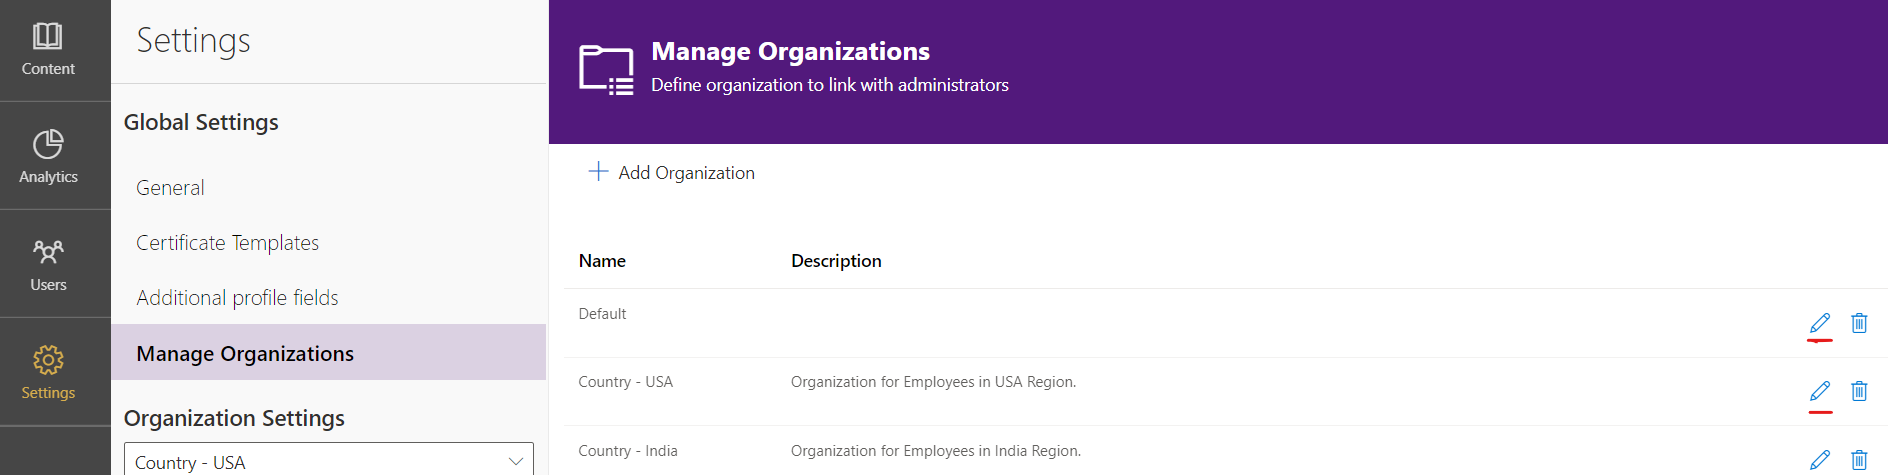 Content
Analytics
Users
Settings
Settings
Global Settings
General
Certificate Templates
Additional profile fields
Manage Organizations
Organization Settings
Country - USA
Manage Organizations
Define organization to link with administrators
Add Organization
Name Description
Default
Country - USA Organization for Employees in USA Region.
Country - India Organization for Employees in India Region.